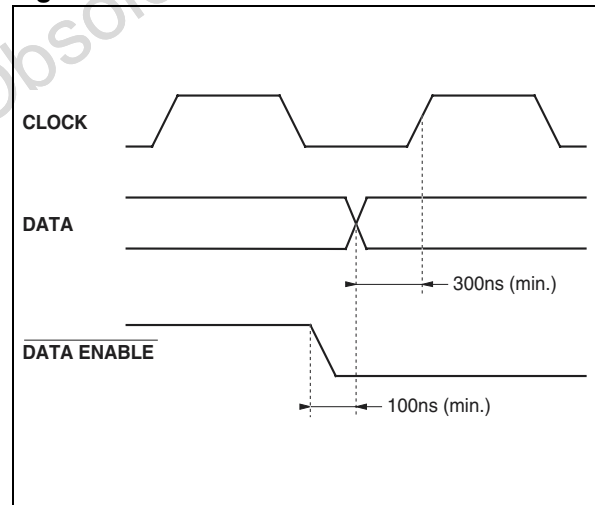 CLOCK
DATA
300ns (min.)
DATA ENABLE
100ns (min.)